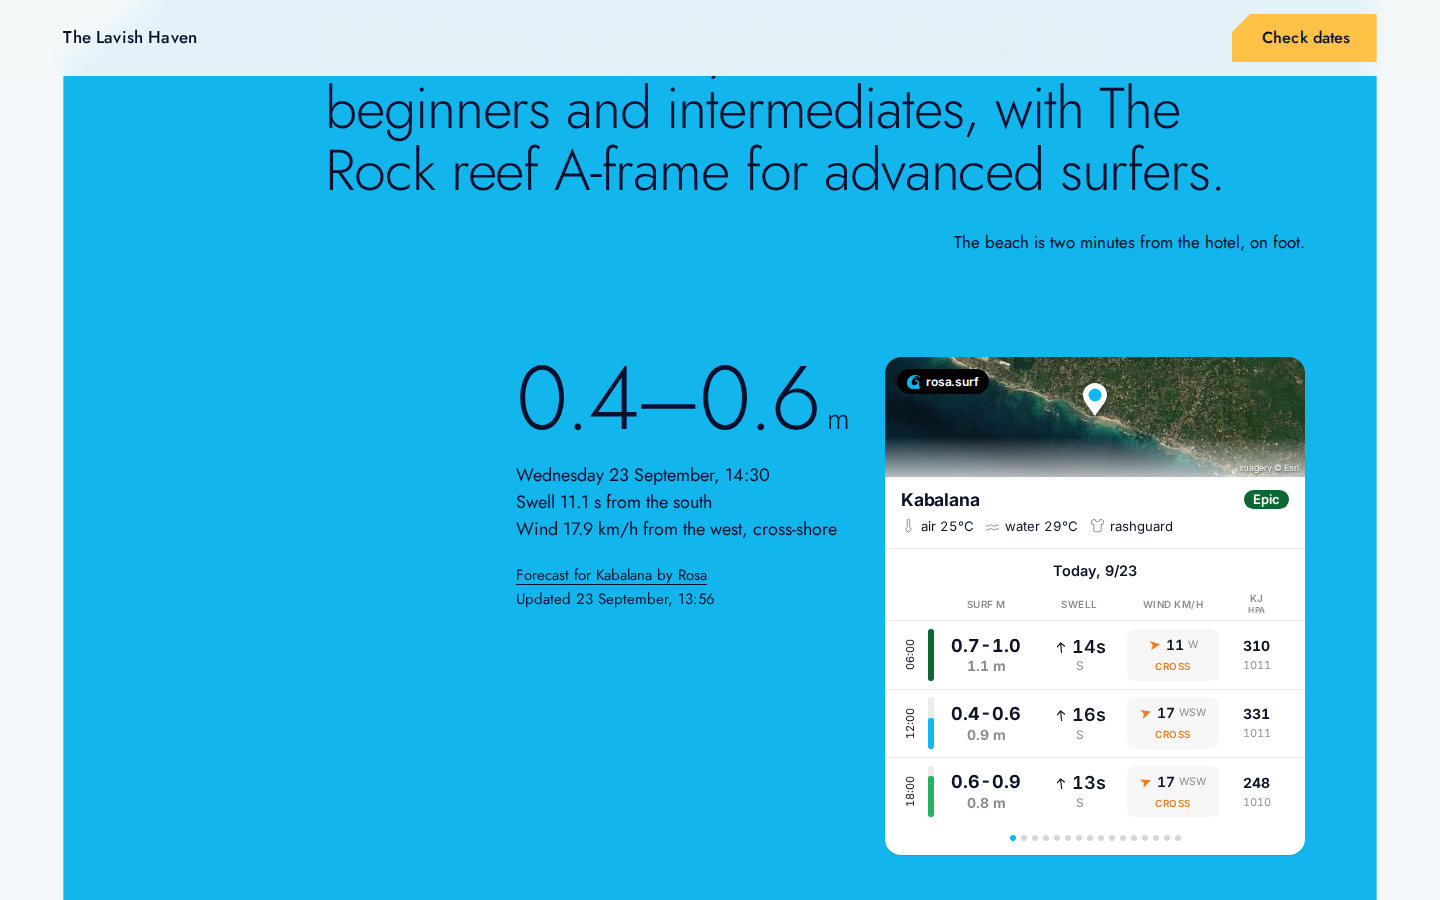 The Lavish Haven
Check dates
beginners and intermediates, with The
Rock reef A-frame for advanced surfers.
The beach is two minutes from the hotel, on foot.
0.4—0.6 m
Wednesday 23 September, 14:30
Swell 11.1 s from the south
Wind 17.9 km/h from the west, cross-shore
Forecast for Kabalana by Rosa
Updated 23 September, 13:56
rosa.surf
Imagery © Esri
Kabalana
Epic
air 25°C water 29°C rashguard
Today, 9/23
SURF M SWELL WIND KM/H KJ
HPA
06:00 0.7-1.0 ↑ 14s 11 W 310
1.1 m S CROSS 1011
12:00 0.4-0.6 ↑ 16s 17 WSW 331
0.9 m S CROSS 1011
18:00 0.6-0.9 ↑ 13s 17 WSW 248
0.8 m S CROSS 1010